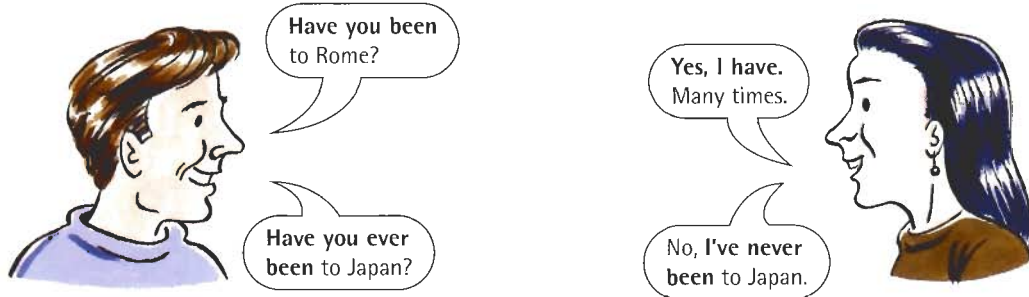 Have you been
to Rome?
Yes, I have.
Many times.
Have you ever
been to Japan?
No, I've never
been to Japan.